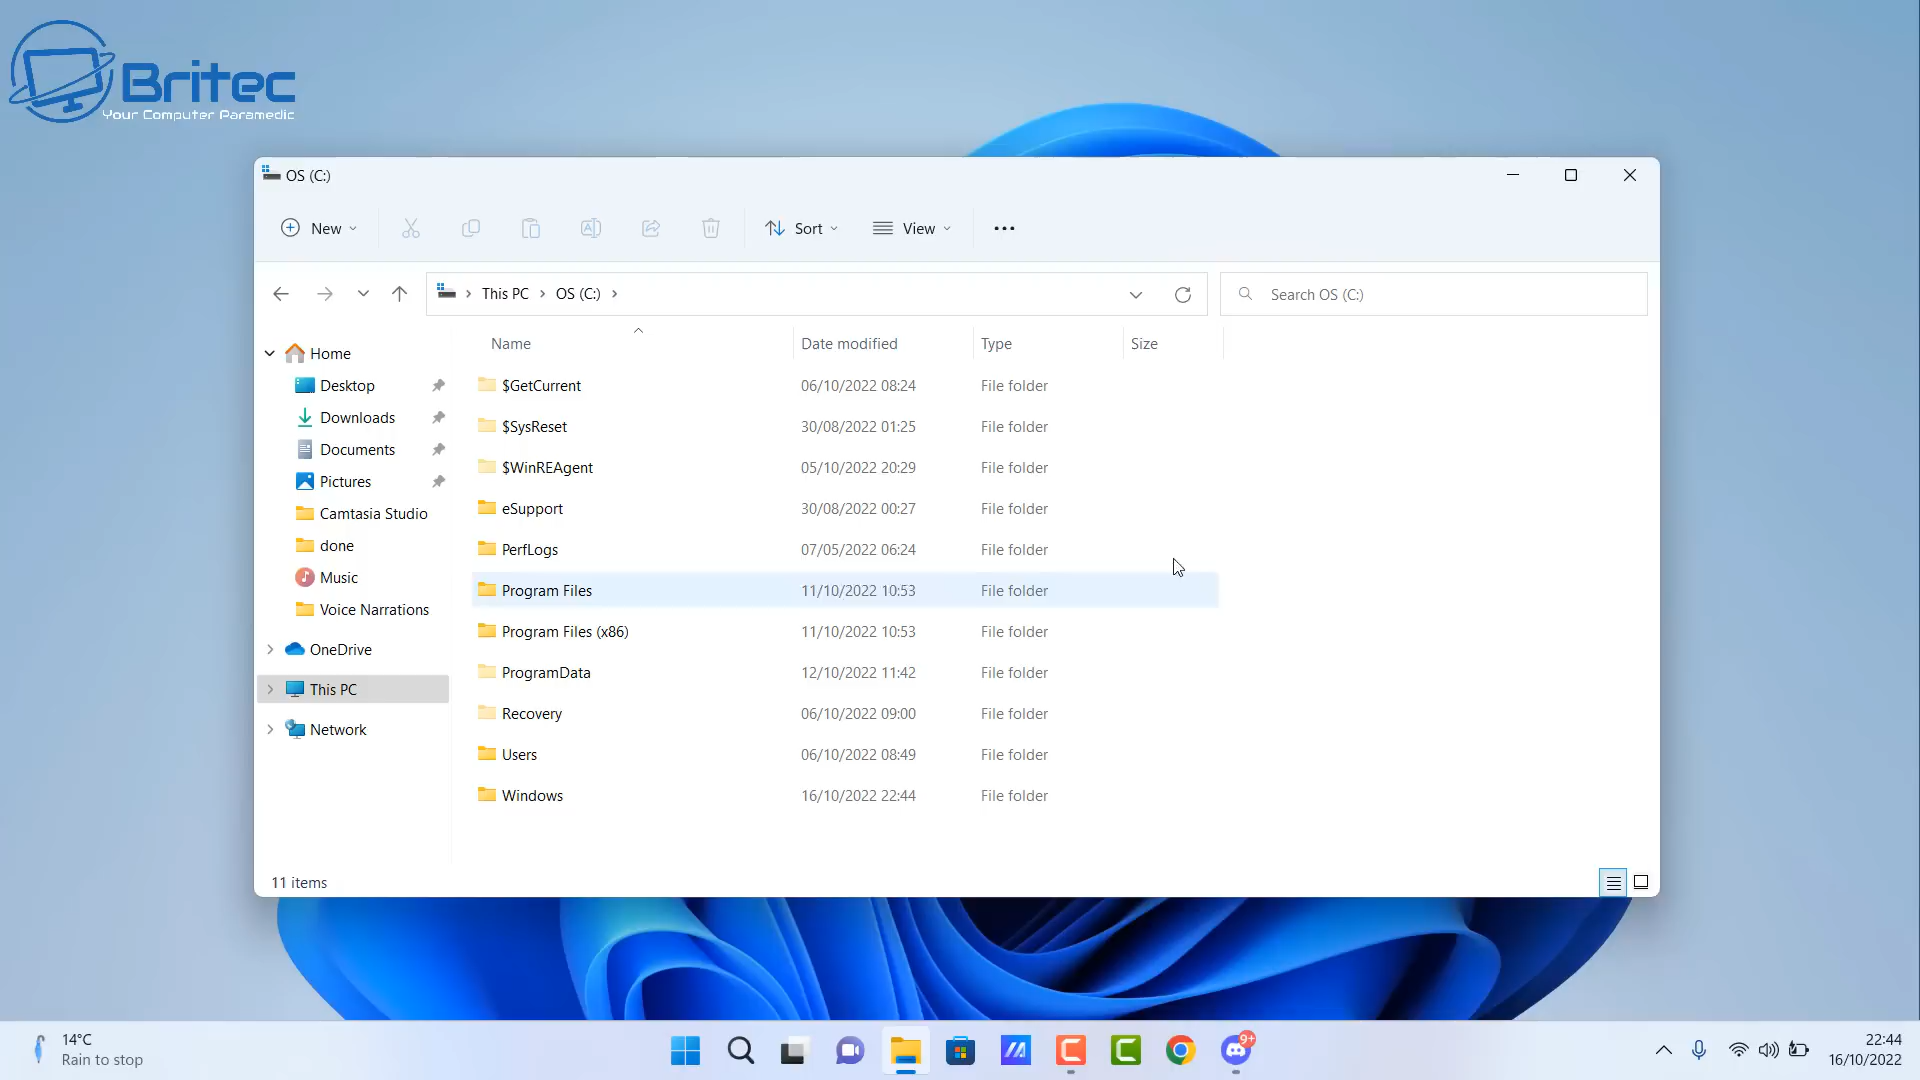 Britec
Your Computer Paramedic
OS (C:)
New
Sort
View
This PC
OS (C:)
Search OS (C:)
Name
Date modified
Type
Size
Home
Desktop
Downloads
Documents
Pictures
Camtasia Studio
done
Music
Voice Narrations
OneDrive
This PC
Network
$GetCurrent 06/10/2022 08:24 File folder
$SysReset 30/08/2022 01:25 File folder
$WinREAgent 05/10/2022 20:29 File folder
eSupport 30/08/2022 00:27 File folder
PerfLogs 07/05/2022 06:24 File folder
Program Files 11/10/2022 10:53 File folder
Program Files (x86) 11/10/2022 10:53 File folder
ProgramData 12/10/2022 11:42 File folder
Recovery 06/10/2022 09:00 File folder
Users 06/10/2022 08:49 File folder
Windows 16/10/2022 22:44 File folder
11 items
14°C
Rain to stop
9+
22:44
16/10/2022